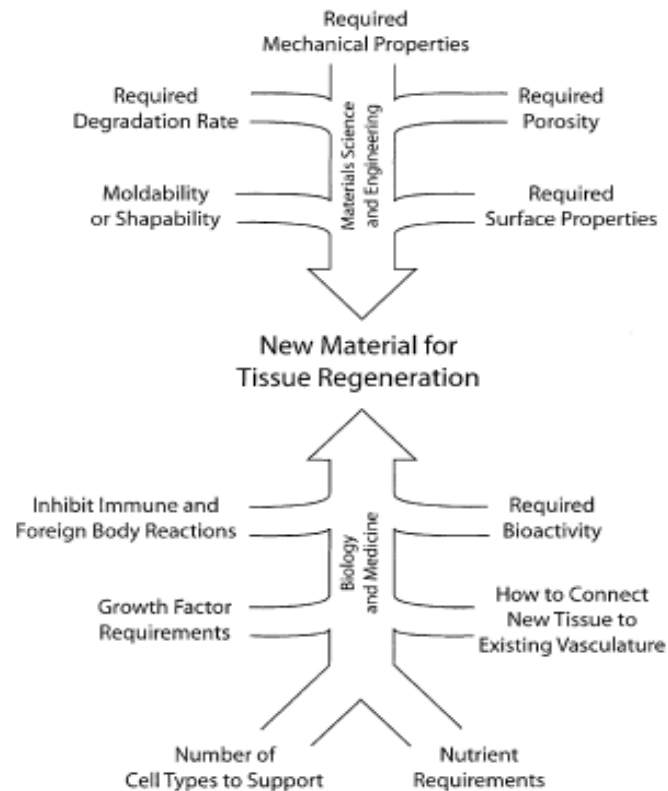 Required
Mechanical Properties
Required
Degradation Rate
Required
Porosity
Materials Science
and Engineering
Moldability
or Shapability
Required
Surface Properties
New Material for
Tissue Regeneration
Inhibit Immune and
Foreign Body Reactions
Required
Bioactivity
Biology
and Medicine
Growth Factor
Requirements
How to Connect
New Tissue to
Existing Vasculature
Number of
Cell Types to Support
Nutrient
Requirements